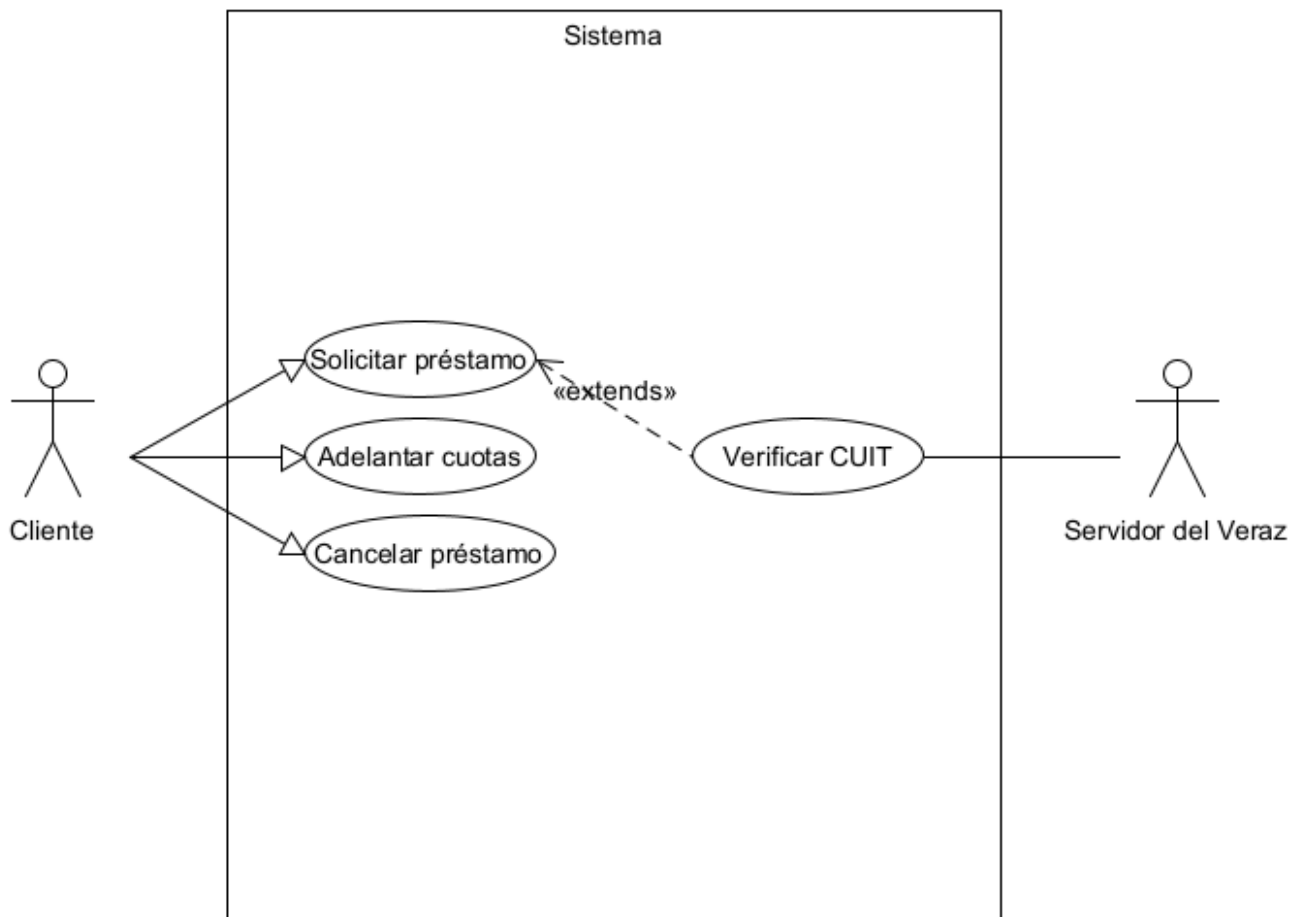 Sistema
Solicitar préstamo
«extends»
Adelantar cuotas
Verificar CUIT
Cancelar préstamo
Cliente
Servidor del Veraz